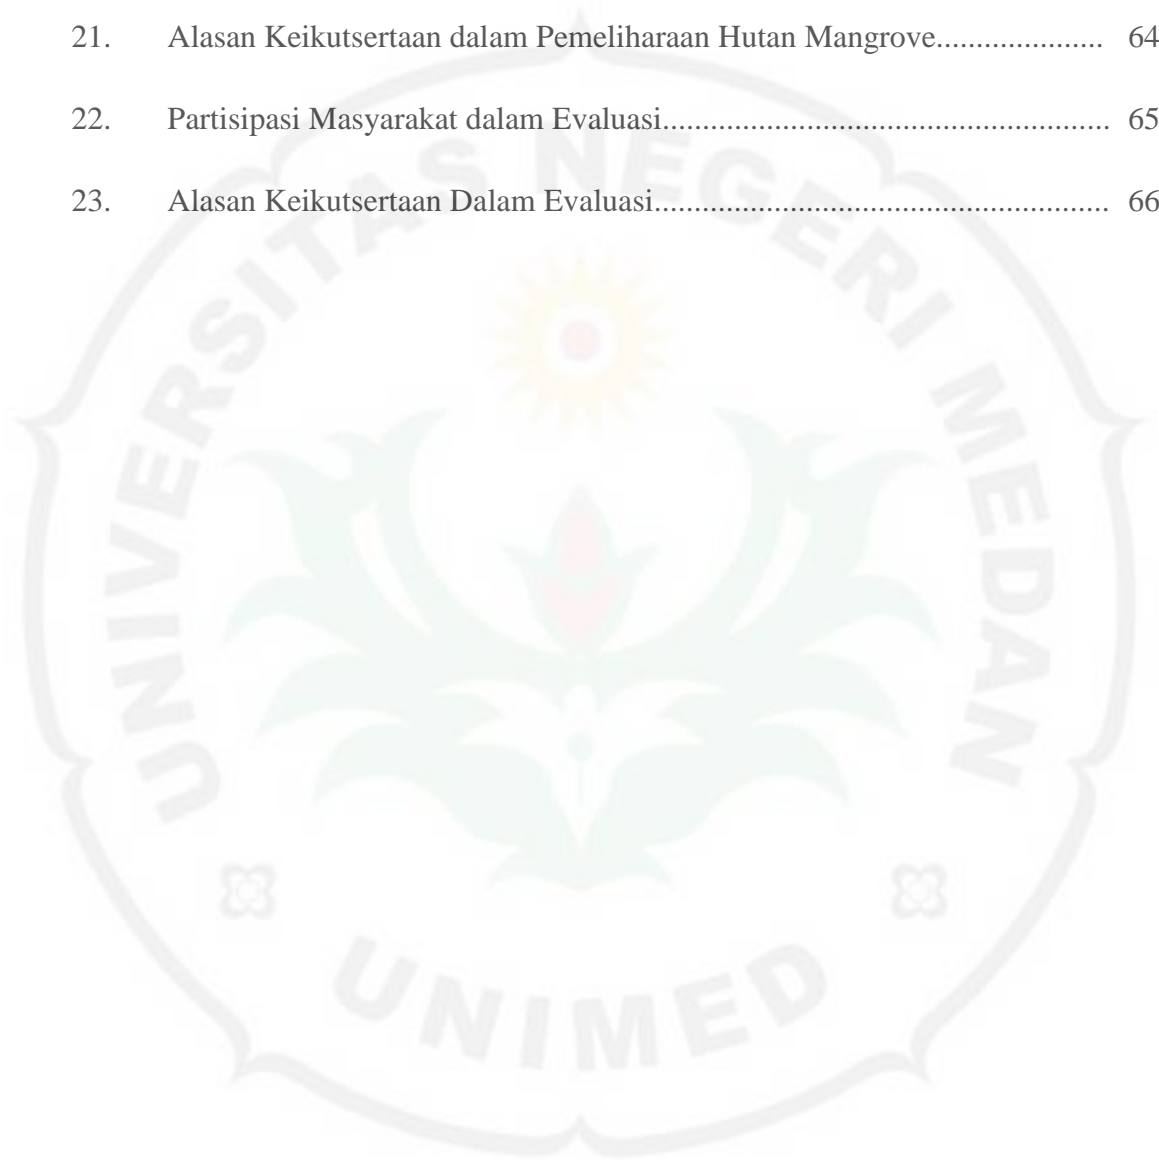 21. Alasan Keikutsertaan dalam Pemeliharaan Hutan Mangrove..................... 64
22. Partisipasi Masyarakat dalam Evaluasi........................................................ 65
23. Alasan Keikutsertaan Dalam Evaluasi......................................................... 66
UNIVERSITAS NEGERI MEDAN
UNIMED